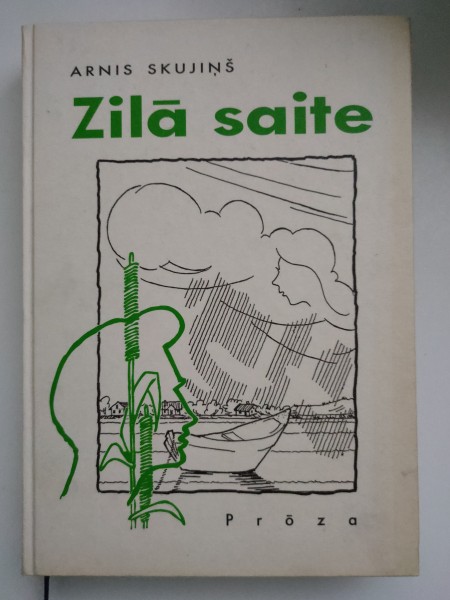 ARNIS SKUJIŅŠ
Zilā saite
Prōza